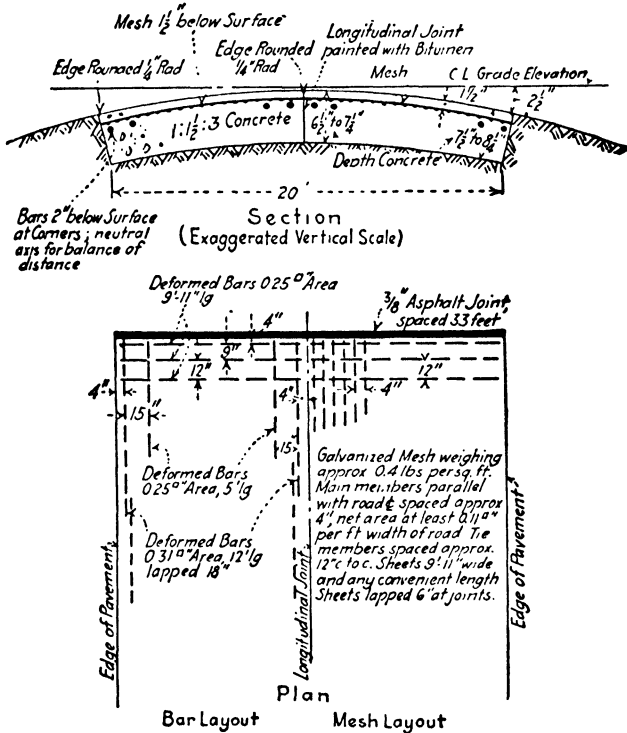 Mesh 1½" below Surface
Edge Rounded
¼" Rad
Longitudinal Joint
painted with Bitumen
Edge Rounded ¼" Rad
Mesh
C L Grade Elevation
1½"
2½"
1:1½:3 Concrete
6½" to 7¼"
7½" to 8¼"
Depth Concrete
20'
Bars 2" below Surface
at Corners; neutral
axis for balance of
distance
Section
(Exaggerated Vertical Scale)
Deformed Bars 0.25▫" Area
9'-11" lg
4"
⅜" Asphalt Joint,
spaced 33 feet
9"
12"
12"
4"
4"
4"
15"
15"
Deformed Bars
0.25▫" Area, 5' lg
Deformed Bars
0.31▫" Area, 12' lg
lapped 18"
Galvanized Mesh weighing
approx 0.4 lbs per sq. ft.
Main members parallel
with road ℄ spaced approx
4", net area at least 0.11▫"
per ft width of road Tie
members spaced approx.
12" c to c. Sheets 9'-11" wide
and any convenient length
Sheets lapped 6" at joints.
Edge of Pavement
Longitudinal Joint
Edge of Pavement
Plan
Bar Layout
Mesh Layout